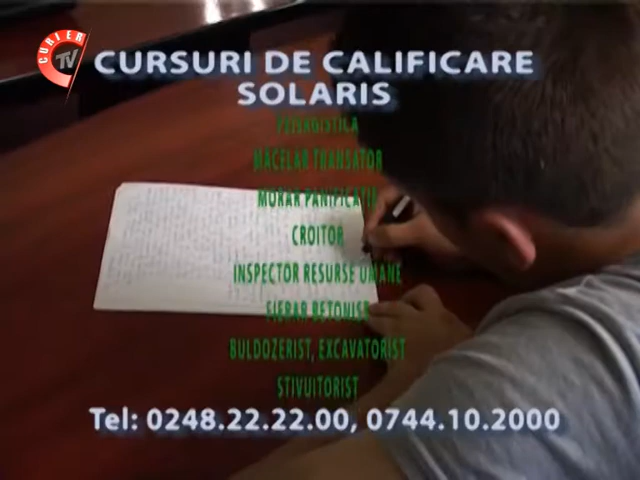 CURIER
TV
CURSURI DE CALIFICARE
SOLARIS
MACELAR TRANSATOR
MORAR PANIFICATIE
CROITOR
INSPECTOR RESURSE UMANE
FIERAR BETONIST
BULDOZERIST, EXCAVATORIST
STIVUITORIST
Tel: 0248.22.22.00, 0744.10.2000